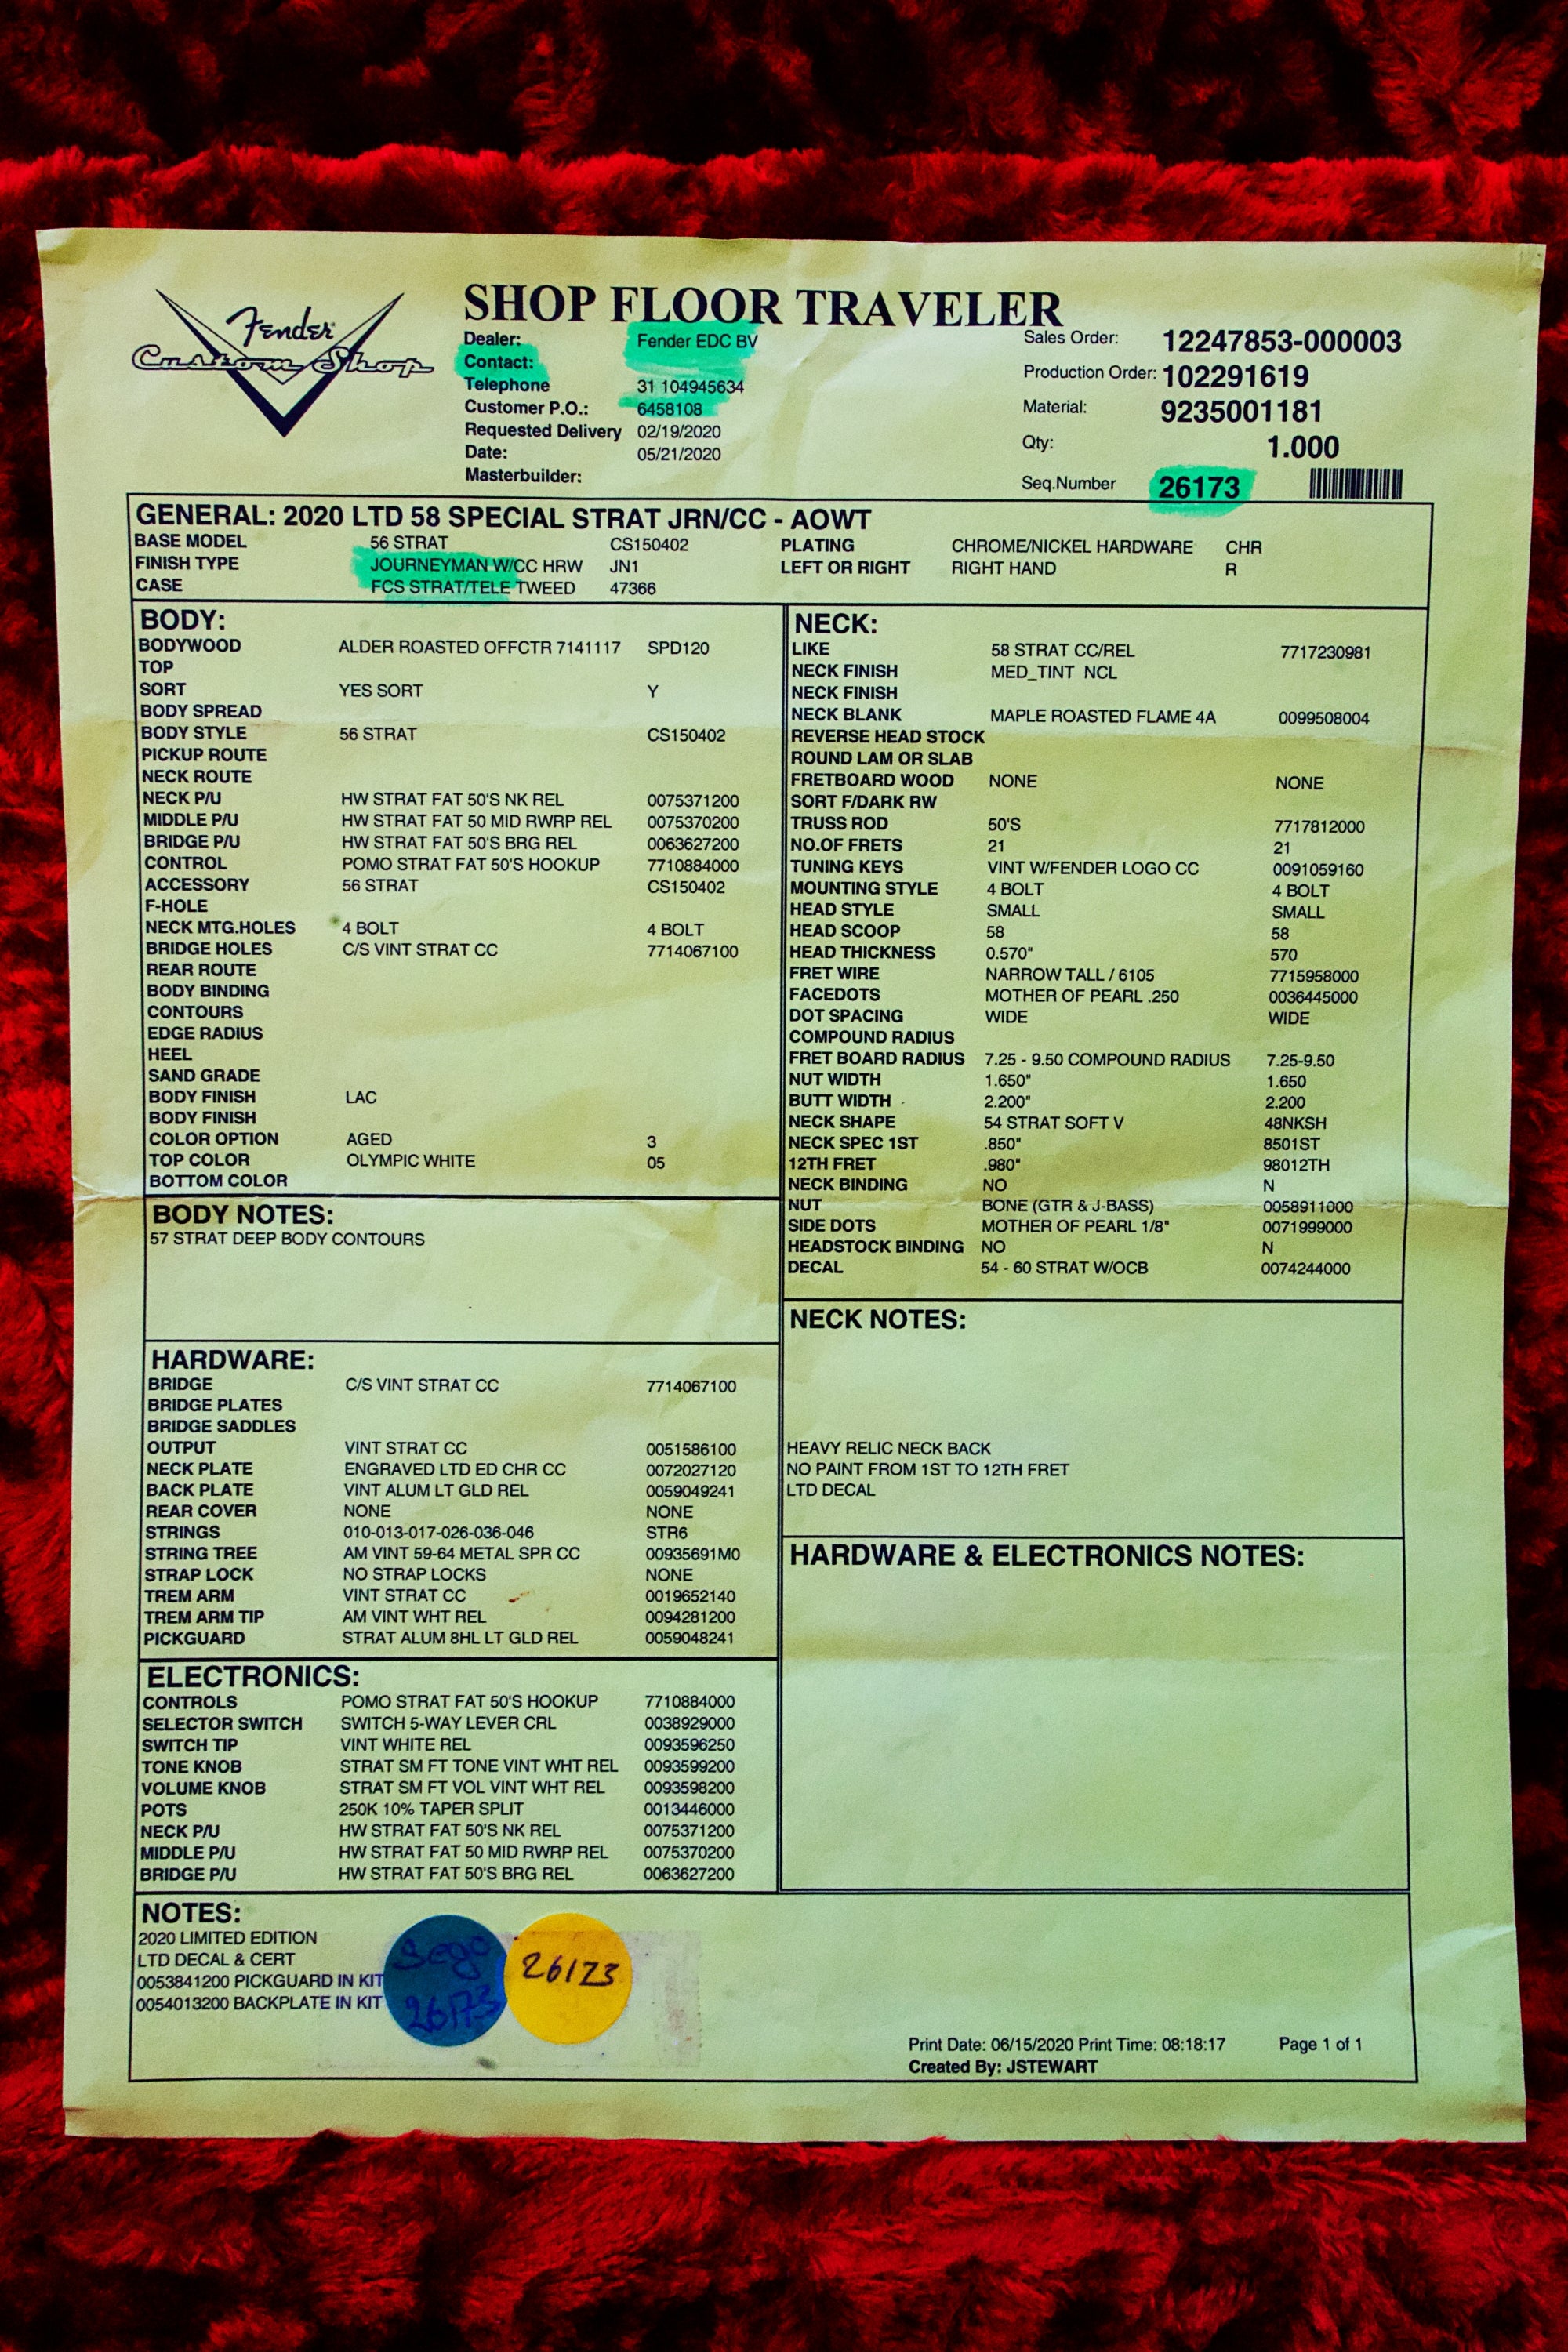 Fender
Custom Shop
SHOP FLOOR TRAVELER
Dealer: Fender EDC BV
Contact:
Telephone 31 104945634
Customer P.O.: 6458108
Requested Delivery 02/19/2020
Date: 05/21/2020
Masterbuilder:
Sales Order: 12247853-000003
Production Order: 102291619
Material: 9235001181
Qty: 1.000
Seq.Number 26173
GENERAL: 2020 LTD 58 SPECIAL STRAT JRN/CC - AOWT
BASE MODEL 56 STRAT CS150402 PLATING CHROME/NICKEL HARDWARE CHR
FINISH TYPE JOURNEYMAN W/CC HRW JN1 LEFT OR RIGHT RIGHT HAND R
CASE FCS STRAT/TELE TWEED 47366
BODY:
BODYWOOD ALDER ROASTED OFFCTR 7141117 SPD120
TOP
SORT YES SORT Y
BODY SPREAD
BODY STYLE 56 STRAT CS150402
PICKUP ROUTE
NECK ROUTE
NECK P/U HW STRAT FAT 50'S NK REL 0075371200
MIDDLE P/U HW STRAT FAT 50 MID RWRP REL 0075370200
BRIDGE P/U HW STRAT FAT 50'S BRG REL 0063627200
CONTROL POMO STRAT FAT 50'S HOOKUP 7710884000
ACCESSORY 56 STRAT CS150402
F-HOLE
NECK MTG.HOLES 4 BOLT 4 BOLT
BRIDGE HOLES C/S VINT STRAT CC 7714067100
REAR ROUTE
BODY BINDING
CONTOURS
EDGE RADIUS
HEEL
SAND GRADE
BODY FINISH LAC
BODY FINISH
COLOR OPTION AGED 3
TOP COLOR OLYMPIC WHITE 05
BOTTOM COLOR
BODY NOTES:
57 STRAT DEEP BODY CONTOURS
HARDWARE:
BRIDGE C/S VINT STRAT CC 7714067100
BRIDGE PLATES
BRIDGE SADDLES
OUTPUT VINT STRAT CC 0051586100
NECK PLATE ENGRAVED LTD ED CHR CC 0072027120
BACK PLATE VINT ALUM LT GLD REL 0059049241
REAR COVER NONE NONE
STRINGS 010-013-017-026-036-046 STR6
STRING TREE AM VINT 59-64 METAL SPR CC 00935691M0
STRAP LOCK NO STRAP LOCKS NONE
TREM ARM VINT STRAT CC 0019652140
TREM ARM TIP AM VINT WHT REL 0094281200
PICKGUARD STRAT ALUM 8HL LT GLD REL 0059048241
ELECTRONICS:
CONTROLS POMO STRAT FAT 50'S HOOKUP 7710884000
SELECTOR SWITCH SWITCH 5-WAY LEVER CRL 0038929000
SWITCH TIP VINT WHITE REL 0093596250
TONE KNOB STRAT SM FT TONE VINT WHT REL 0093599200
VOLUME KNOB STRAT SM FT VOL VINT WHT REL 0093598200
POTS 250K 10% TAPER SPLIT 0013446000
NECK P/U HW STRAT FAT 50'S NK REL 0075371200
MIDDLE P/U HW STRAT FAT 50 MID RWRP REL 0075370200
BRIDGE P/U HW STRAT FAT 50'S BRG REL 0063627200
NECK:
LIKE 58 STRAT CC/REL 7717230981
NECK FINISH MED_TINT NCL
NECK FINISH
NECK BLANK MAPLE ROASTED FLAME 4A 0099508004
REVERSE HEAD STOCK
ROUND LAM OR SLAB
FRETBOARD WOOD NONE NONE
SORT F/DARK RW
TRUSS ROD 50'S 7717812000
NO.OF FRETS 21 21
TUNING KEYS VINT W/FENDER LOGO CC 0091059160
MOUNTING STYLE 4 BOLT 4 BOLT
HEAD STYLE SMALL SMALL
HEAD SCOOP 58 58
HEAD THICKNESS 0.570" 570
FRET WIRE NARROW TALL / 6105 7715958000
FACEDOTS MOTHER OF PEARL .250 0036445000
DOT SPACING WIDE WIDE
COMPOUND RADIUS
FRET BOARD RADIUS 7.25 - 9.50 COMPOUND RADIUS 7.25-9.50
NUT WIDTH 1.650" 1.650
BUTT WIDTH 2.200" 2.200
NECK SHAPE 54 STRAT SOFT V 48NKSH
NECK SPEC 1ST .850" 8501ST
12TH FRET .980" 98012TH
NECK BINDING NO N
NUT BONE (GTR & J-BASS) 0058911000
SIDE DOTS MOTHER OF PEARL 1/8" 0071999000
HEADSTOCK BINDING NO N
DECAL 54 - 60 STRAT W/OCB 0074244000
NECK NOTES:
HEAVY RELIC NECK BACK
NO PAINT FROM 1ST TO 12TH FRET
LTD DECAL
HARDWARE & ELECTRONICS NOTES:
NOTES:
2020 LIMITED EDITION
LTD DECAL & CERT
0053841200 PICKGUARD IN KIT
0054013200 BACKPLATE IN KIT
26173
26173
Print Date: 06/15/2020 Print Time: 08:18:17 Page 1 of 1
Created By: JSTEWART